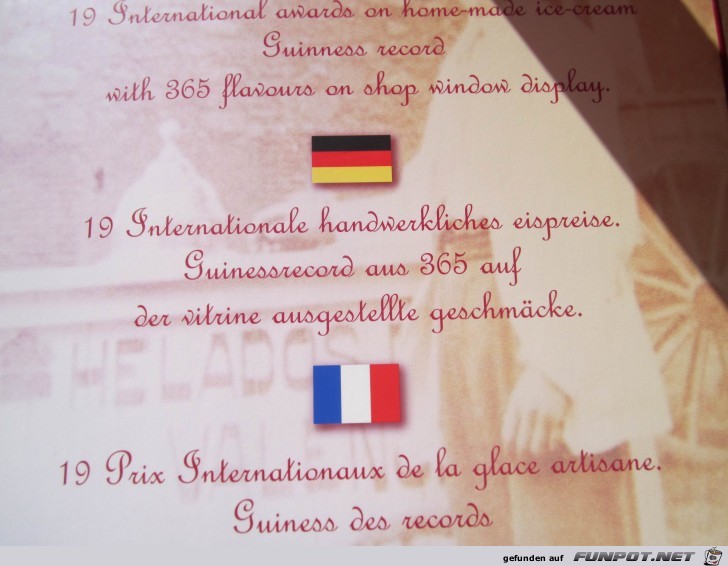 19 International awards on home-made ice-cream
Guinness record
with 365 flavours on shop window display.
19 Internationale handwerkliches eispreise.
Guinessrecord aus 365 auf
der vitrine ausgestellte geschmäcke.
HELADOS
VALEN
19 Prix Internationaux de la glace artisane.
Guiness des records
gefunden auf FUNPOT.NET